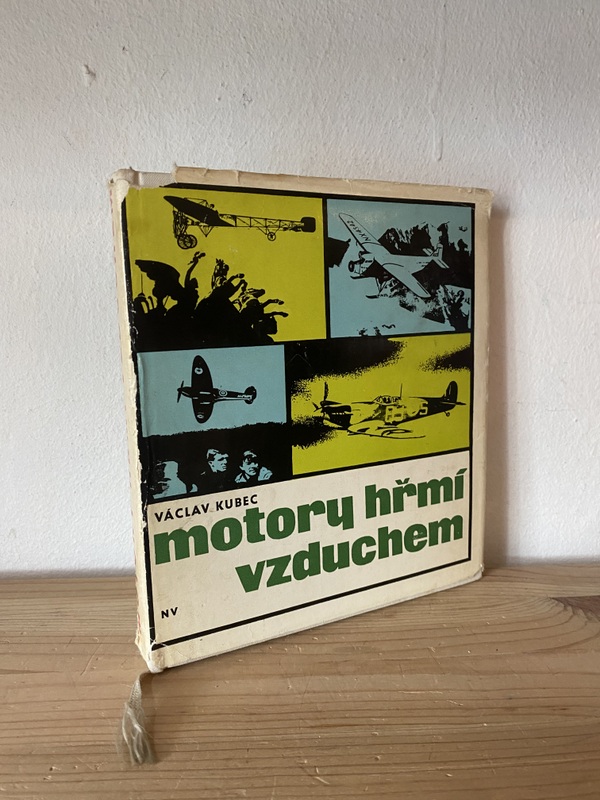 VÁCLAV KUBEC
motory hřmí
vzduchem
NV